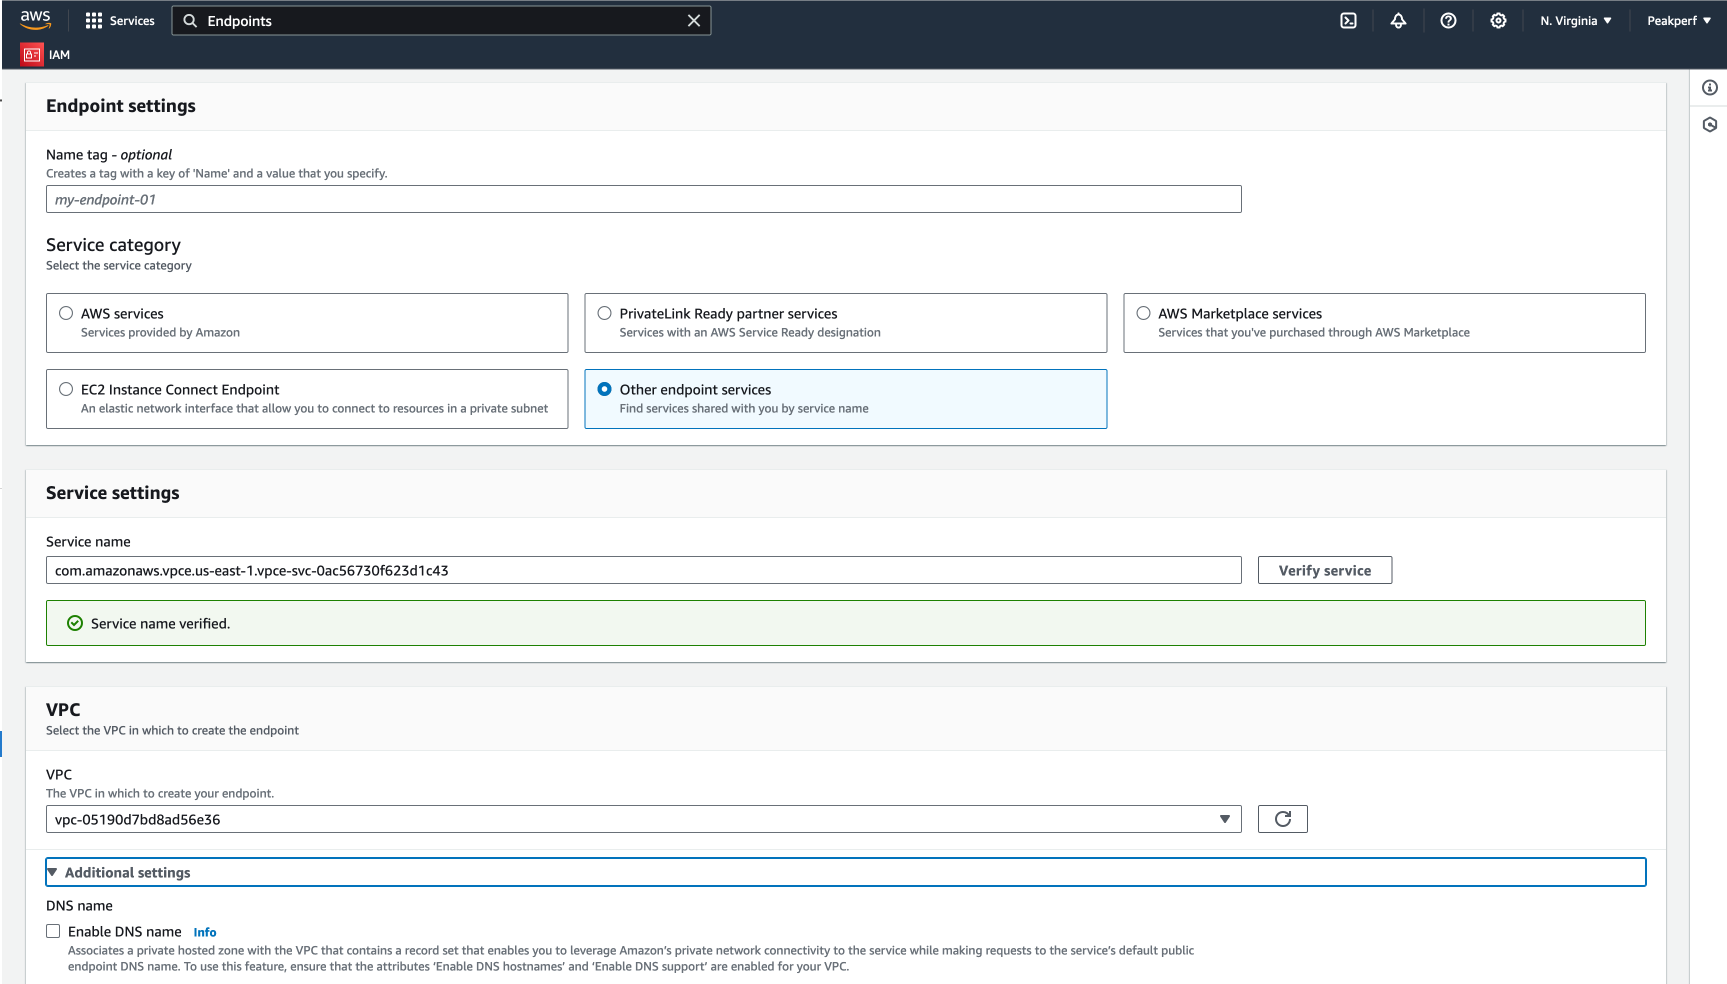 aws
Services
Endpoints
N. Virginia
Peakperf
IAM
Endpoint settings
Name tag - optional
Creates a tag with a key of 'Name' and a value that you specify.
my-endpoint-01
Service category
Select the service category
AWS services
Services provided by Amazon
PrivateLink Ready partner services
Services with an AWS Service Ready designation
AWS Marketplace services
Services that you've purchased through AWS Marketplace
EC2 Instance Connect Endpoint
An elastic network interface that allow you to connect to resources in a private subnet
Other endpoint services
Find services shared with you by service name
Service settings
Service name
com.amazonaws.vpce.us-east-1.vpce-svc-0ac56730f623d1c43
Verify service
Service name verified.
VPC
Select the VPC in which to create the endpoint
VPC
The VPC in which to create your endpoint.
vpc-05190d7bd8ad56e36
Additional settings
DNS name
Enable DNS name Info
Associates a private hosted zone with the VPC that contains a record set that enables you to leverage Amazon's private network connectivity to the service while making requests to the service's default public
endpoint DNS name. To use this feature, ensure that the attributes 'Enable DNS hostnames' and 'Enable DNS support' are enabled for your VPC.